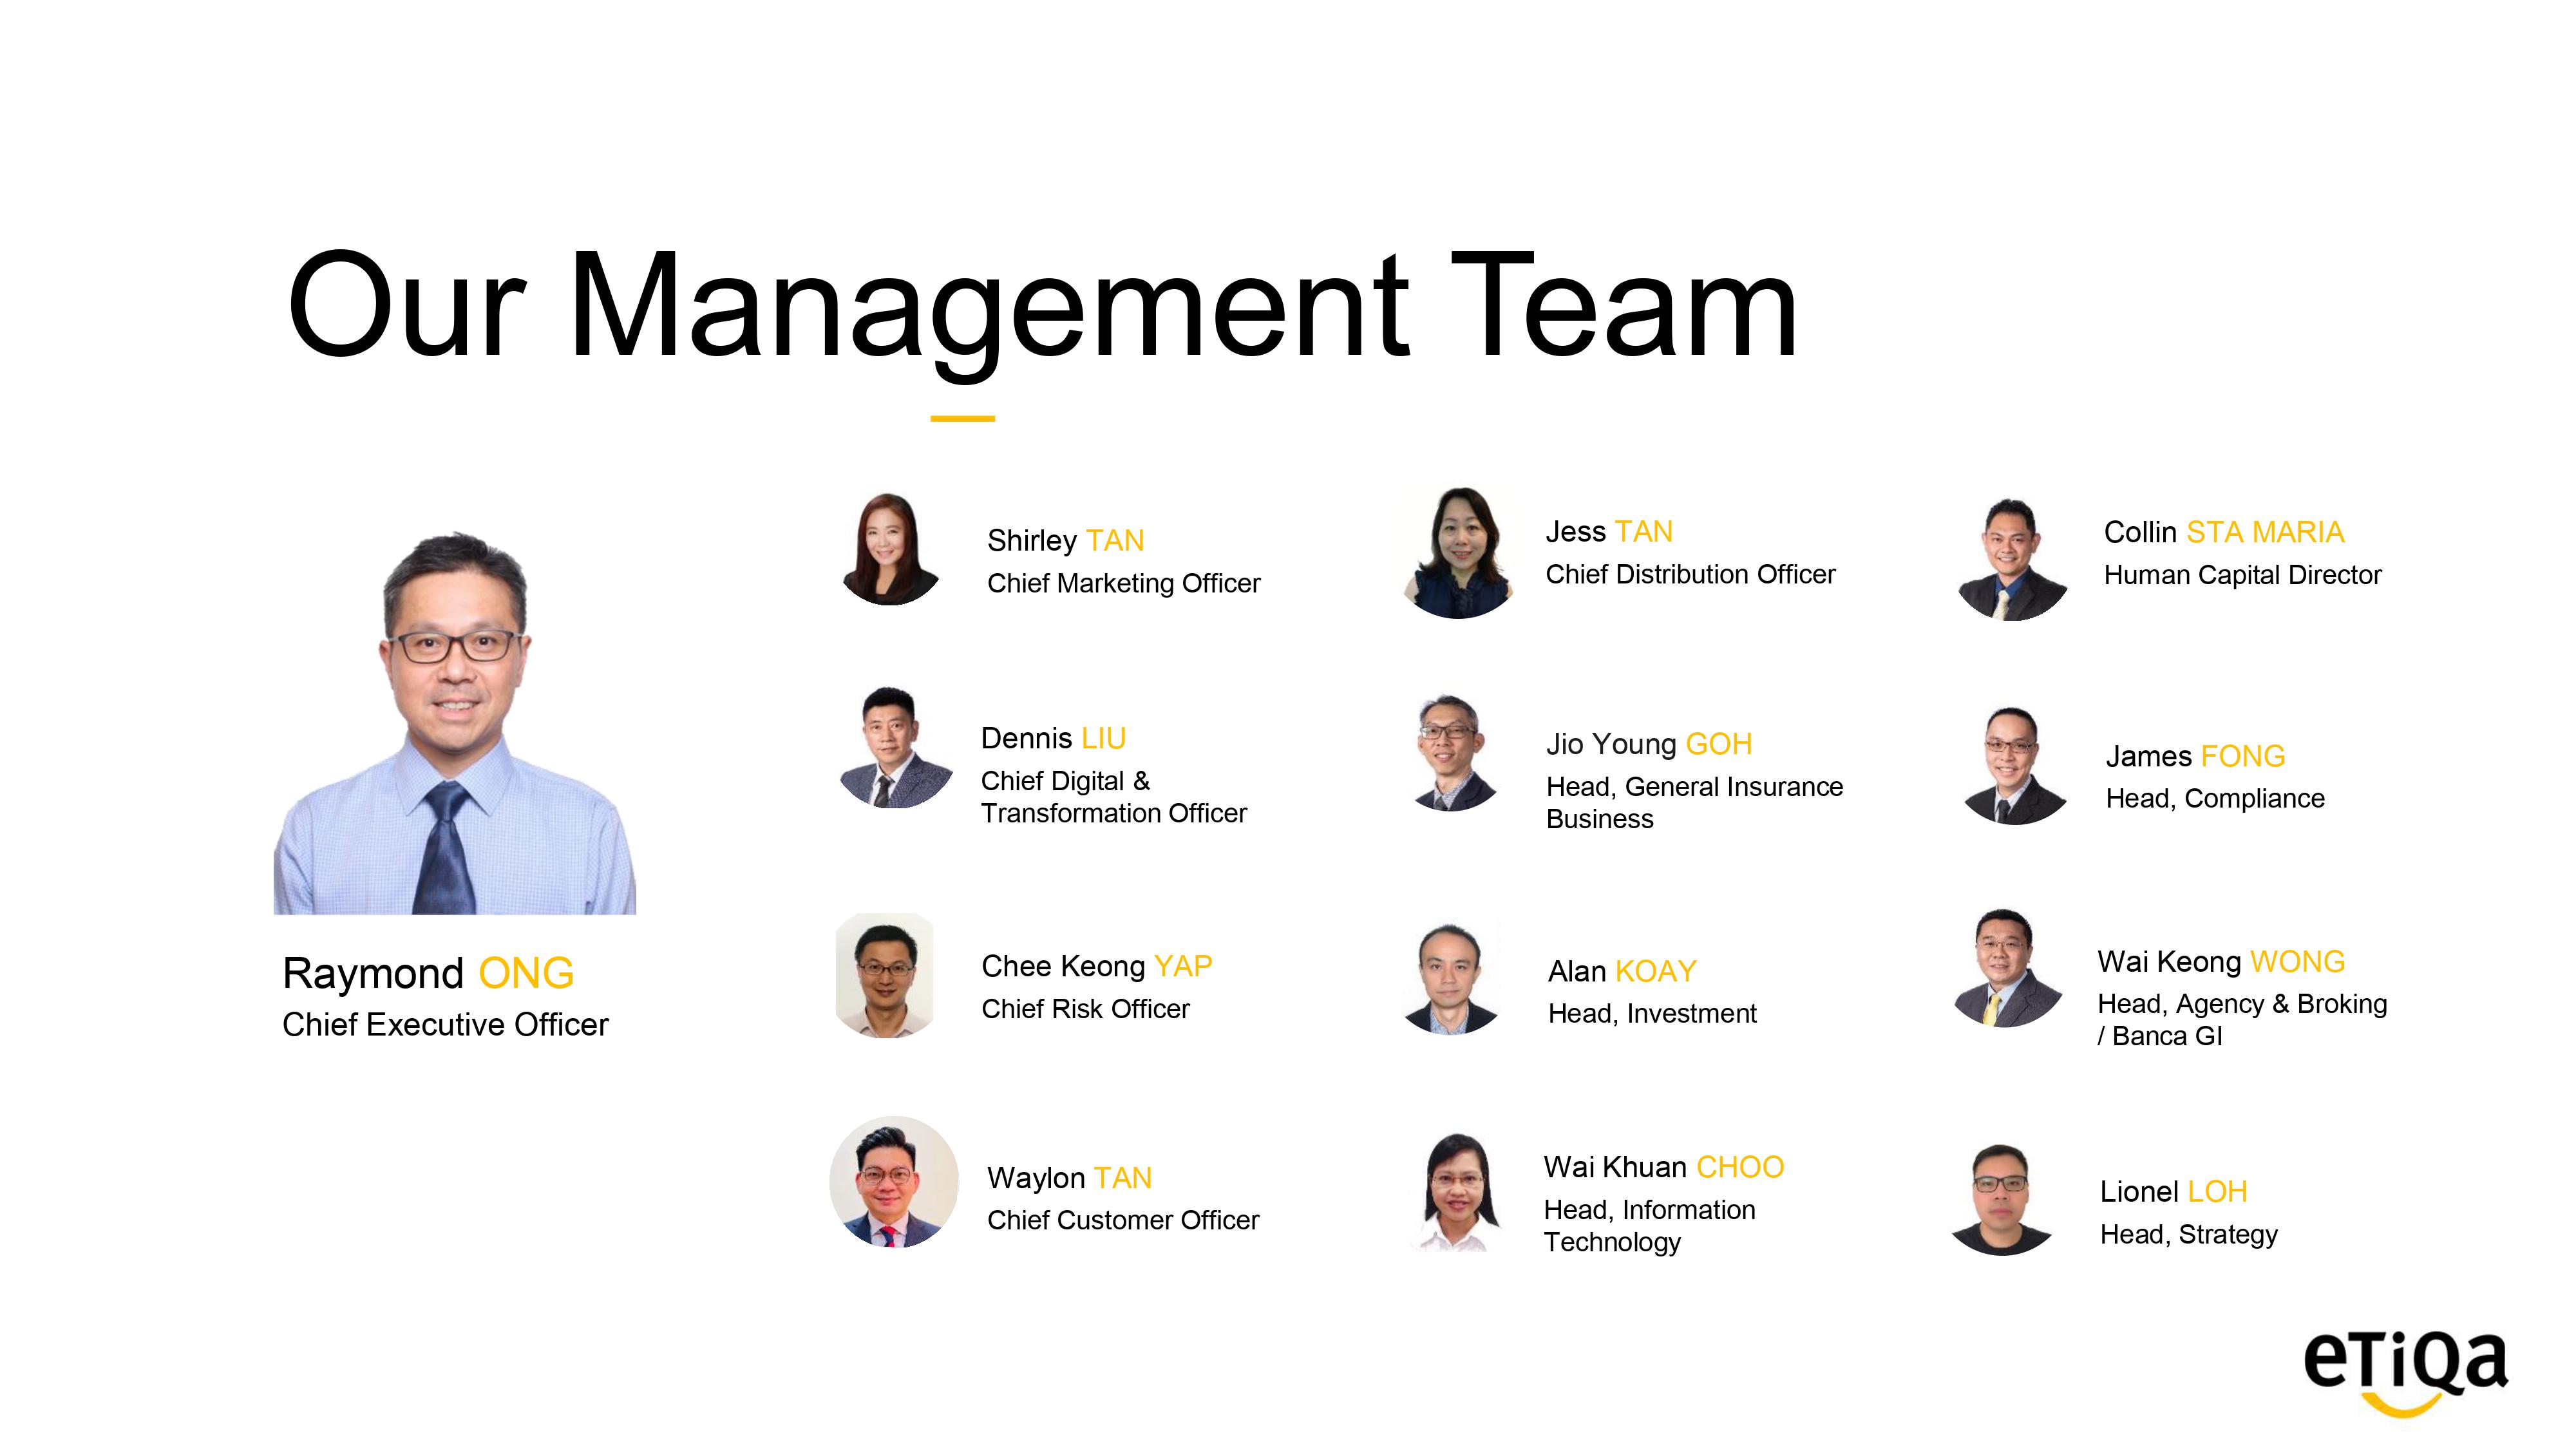 Our Management Team
Raymond ONG
Chief Executive Officer
Shirley TAN
Chief Marketing Officer
Dennis LIU
Chief Digital &
Transformation Officer
Chee Keong YAP
Chief Risk Officer
Waylon TAN
Chief Customer Officer
Jess TAN
Chief Distribution Officer
Jio Young GOH
Head, General Insurance
Business
Alan KOAY
Head, Investment
Wai Khuan CHOO
Head, Information
Technology
Collin STA MARIA
Human Capital Director
James FONG
Head, Compliance
Wai Keong WONG
Head, Agency & Broking
/ Banca GI
Lionel LOH
Head, Strategy
eTiQa